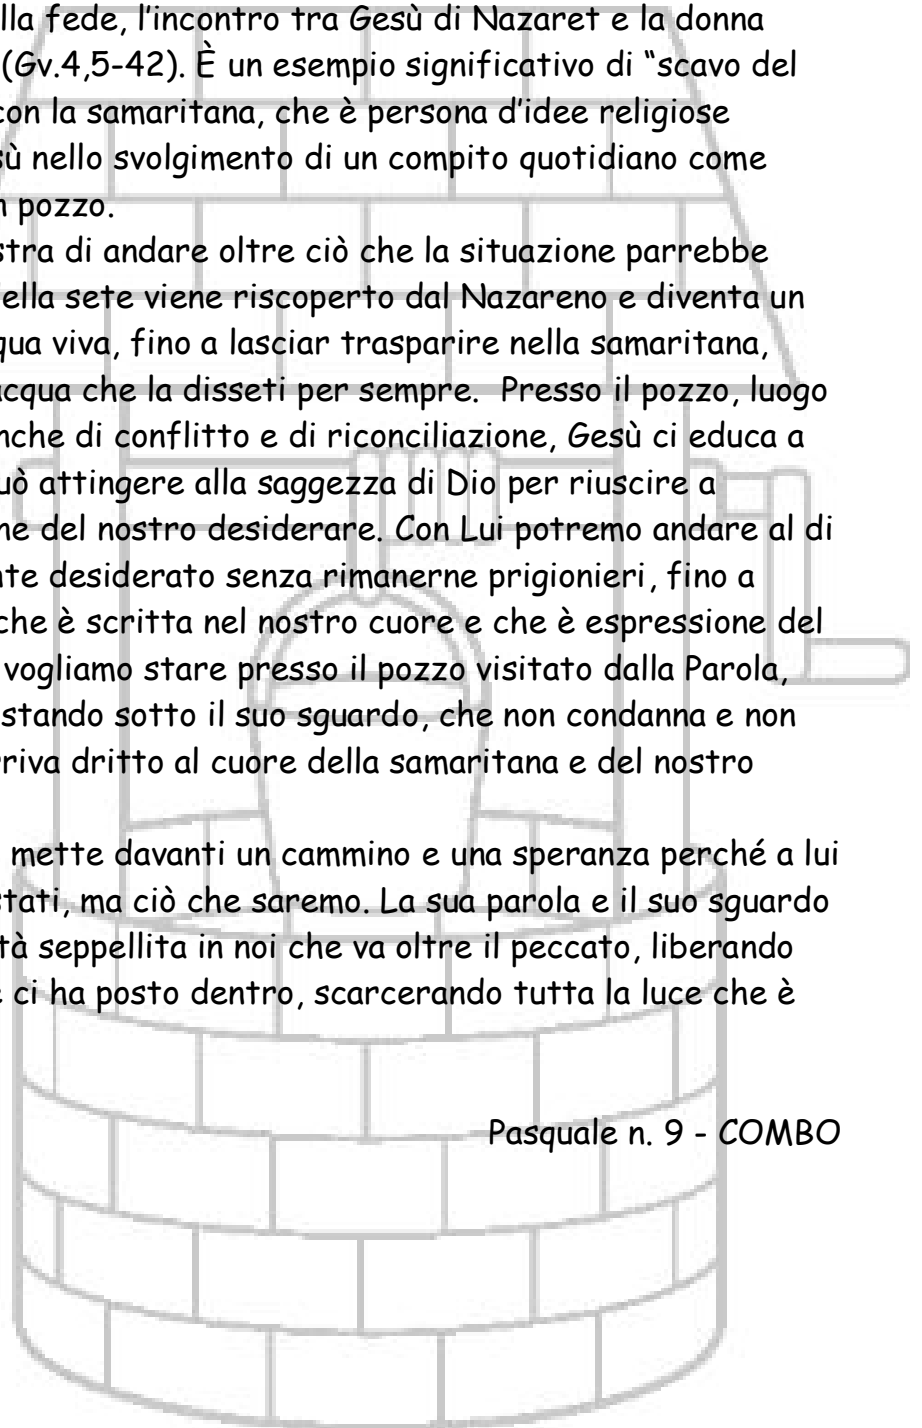 lla fede, l’incontro tra Gesù di Nazaret e la donna
(Gv.4,5-42). È un esempio significativo di “scavo del
con la samaritana, che è persona d’idee religiose
sù nello svolgimento di un compito quotidiano come
n pozzo.
stra di andare oltre ciò che la situazione parrebbe
della sete viene riscoperto dal Nazareno e diventa un
qua viva, fino a lasciar trasparire nella samaritana,
acqua che la disseti per sempre. Presso il pozzo, luogo
nche di conflitto e di riconciliazione, Gesù ci educa a
uò attingere alla saggezza di Dio per riuscire a
ne del nostro desiderare. Con Lui potremo andare al di
nte desiderato senza rimanerne prigionieri, fino a
che è scritta nel nostro cuore e che è espressione del
vogliamo stare presso il pozzo visitato dalla Parola,
stando sotto il suo sguardo, che non condanna e non
rriva dritto al cuore della samaritana e del nostro
mette davanti un cammino e una speranza perché a lui
stati, ma ciò che saremo. La sua parola e il suo sguardo
tà seppellita in noi che va oltre il peccato, liberando
e ci ha posto dentro, scarcerando tutta la luce che è
Pasquale n. 9 - COMBO